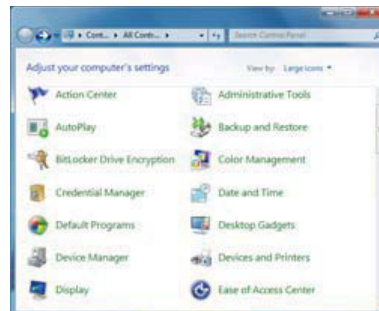 Cont... All Contr... Search Control Panel
Adjust your computer's settings View by: Large icons
Action Center Administrative Tools
AutoPlay Backup and Restore
BitLocker Drive Encryption Color Management
Credential Manager Date and Time
Default Programs Desktop Gadgets
Device Manager Devices and Printers
Display Ease of Access Center